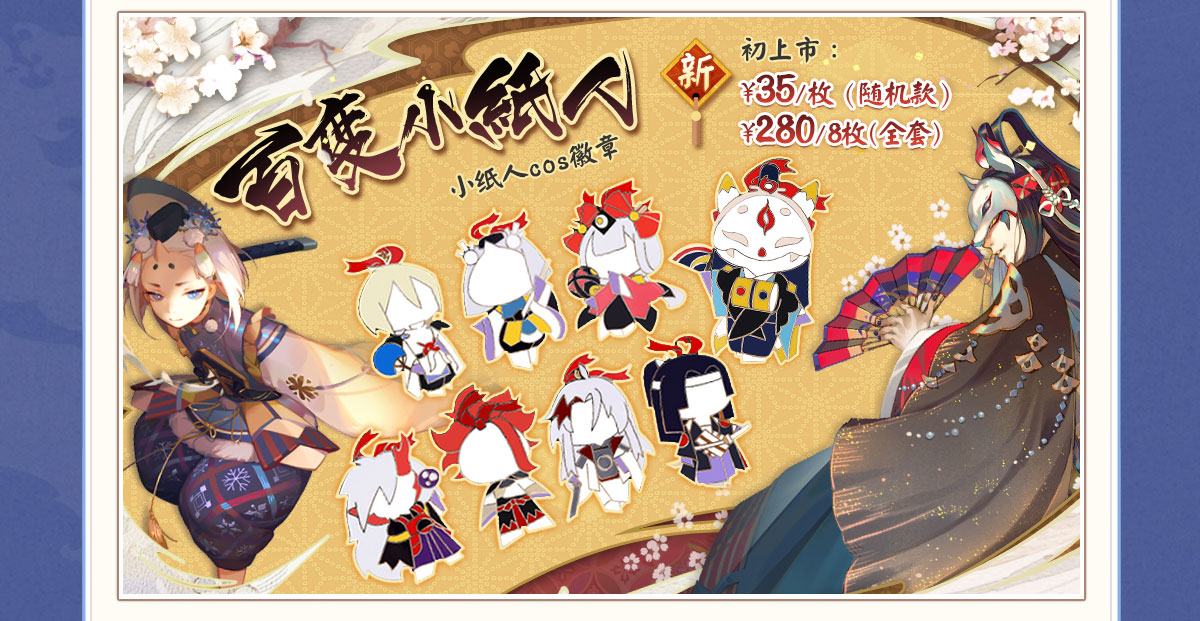 百变小紙人
小纸人cos徽章
新
初上市：
¥35/枚（随机款）
¥280/8枚(全套)